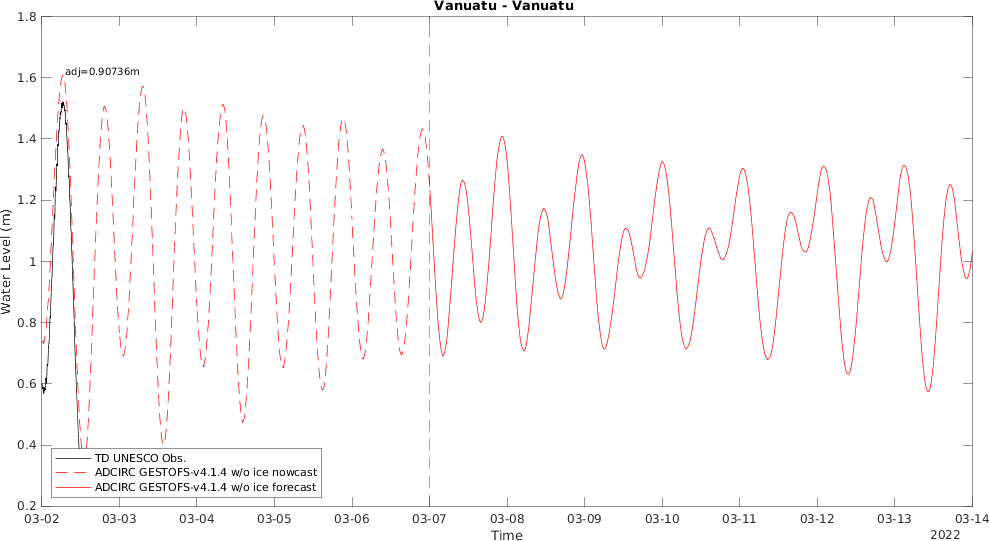 Vanuatu - Vanuatu
1.8
1.6
1.4
1.2
1
0.8
0.6
0.4
0.2
Water Level (m)
adj=0.90736m
TD UNESCO Obs.
ADCIRC GESTOFS-v4.1.4 w/o ice nowcast
ADCIRC GESTOFS-v4.1.4 w/o ice forecast
03-02 03-03 03-04 03-05 03-06 03-07 03-08 03-09 03-10 03-11 03-12 03-13 03-14
Time
2022